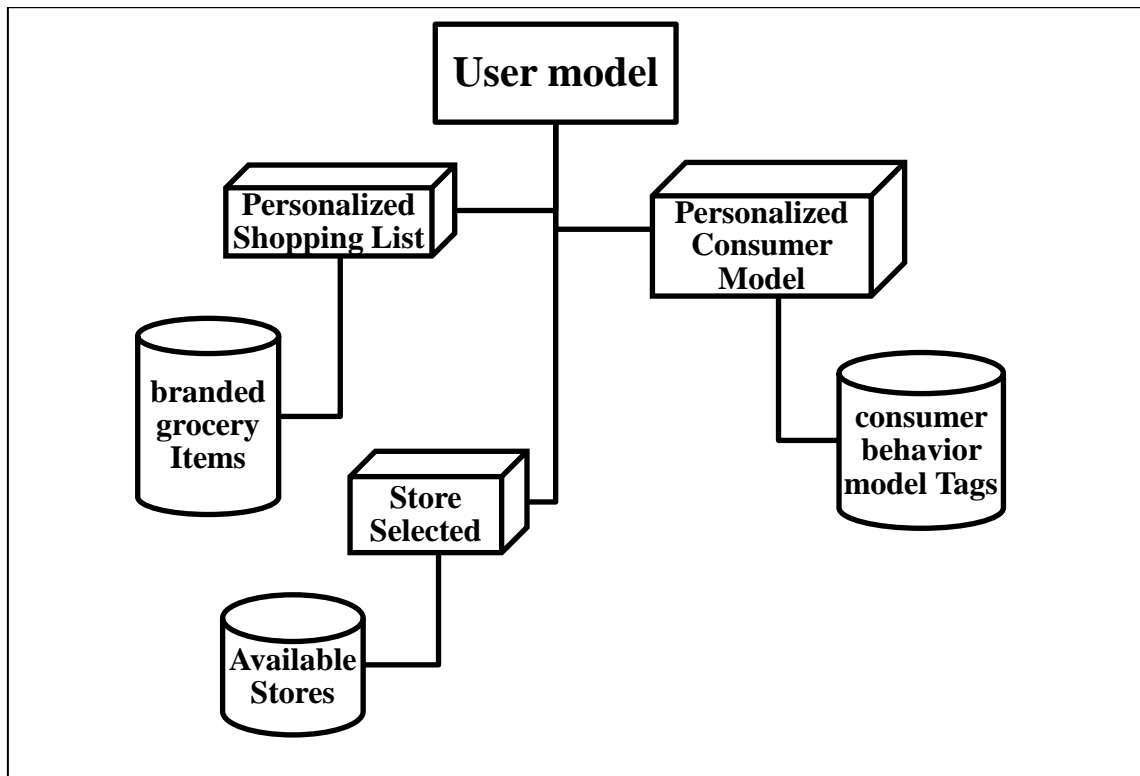 User model
Personalized
Shopping List
Personalized
Consumer
Model
branded
grocery
Items
consumer
behavior
model Tags
Store
Selected
Available
Stores